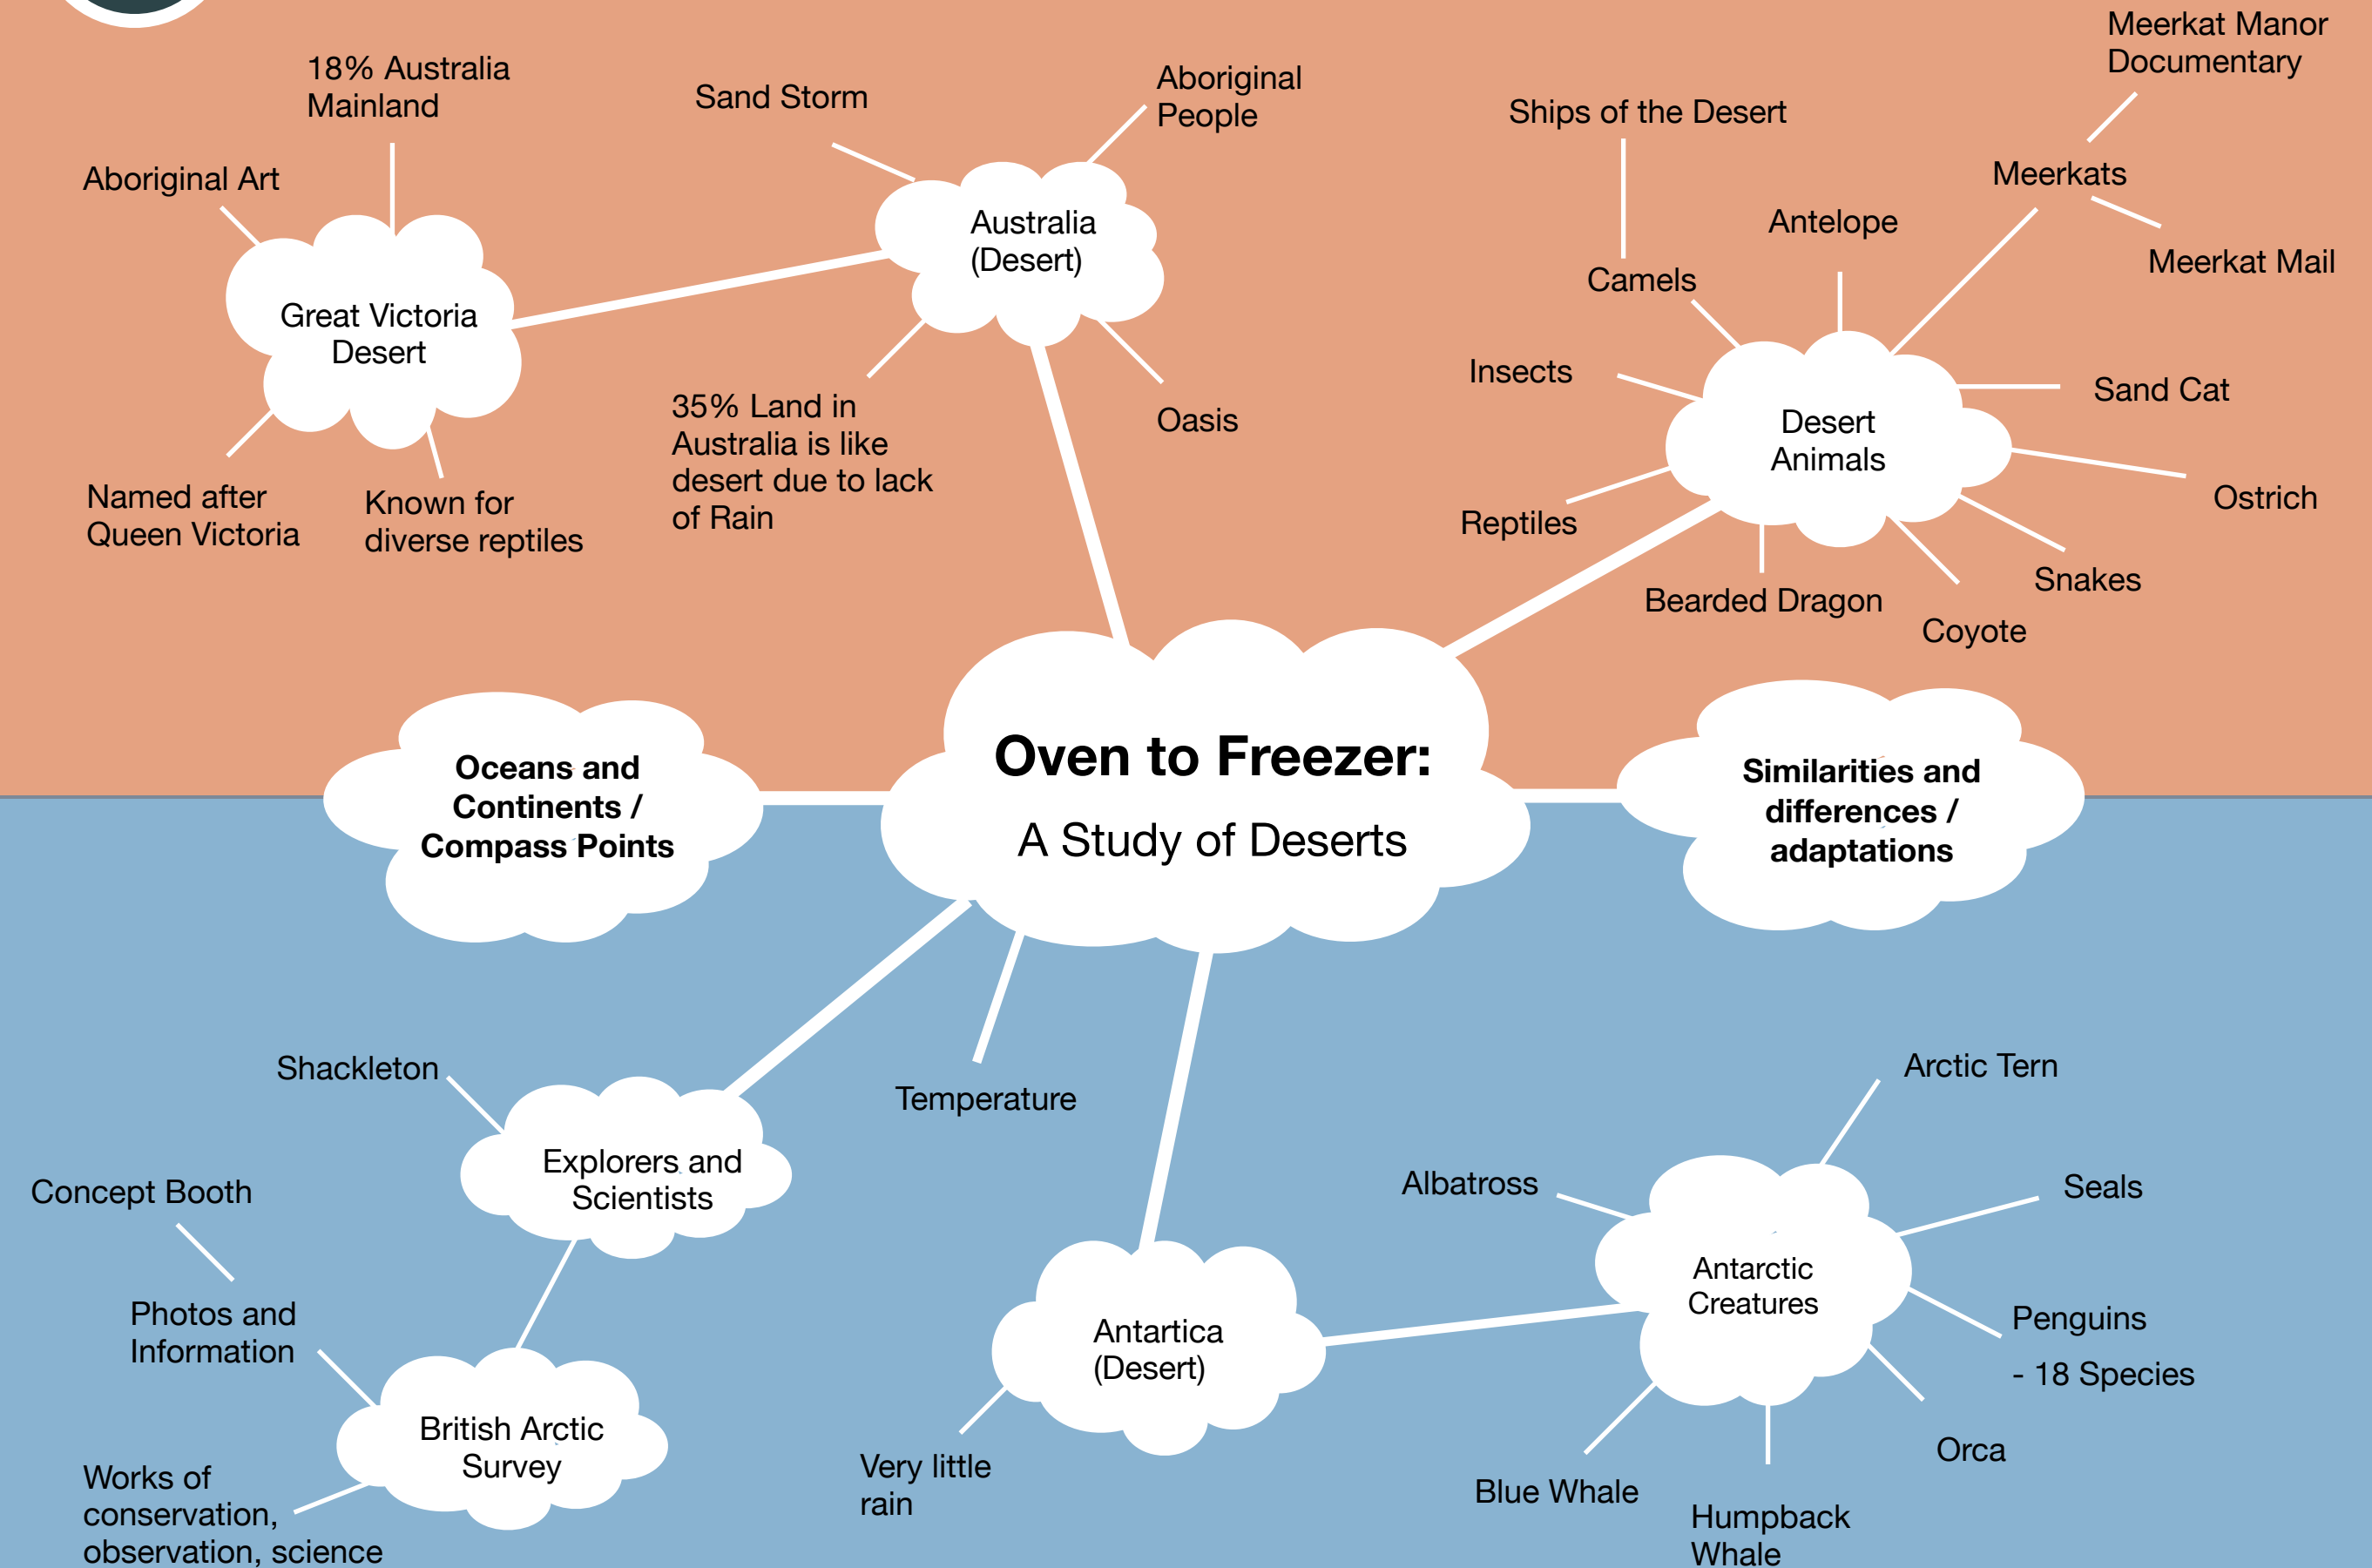 Meerkat Manor
Documentary
18% Australia
Mainland
Sand Storm
Aboriginal
People
Ships of the Desert
Aboriginal Art
Meerkats
Antelope
Meerkat Mail
Australia
(Desert)
Camels
Great Victoria
Desert
Insects
Sand Cat
35% Land in
Australia is like
desert due to lack
of Rain
Oasis
Desert
Animals
Named after
Queen Victoria
Known for
diverse reptiles
Reptiles
Ostrich
Bearded Dragon
Snakes
Coyote
Oceans and
Continents /
Compass Points
Oven to Freezer:
A Study of Deserts
Similarities and
differences /
adaptations
Shackleton
Temperature
Arctic Tern
Explorers and
Scientists
Concept Booth
Albatross
Seals
Photos and
Information
Antartica
(Desert)
Antarctic
Creatures
Penguins
- 18 Species
British Arctic
Survey
Orca
Works of
conservation,
observation, science
Very little
rain
Blue Whale
Humpback
Whale